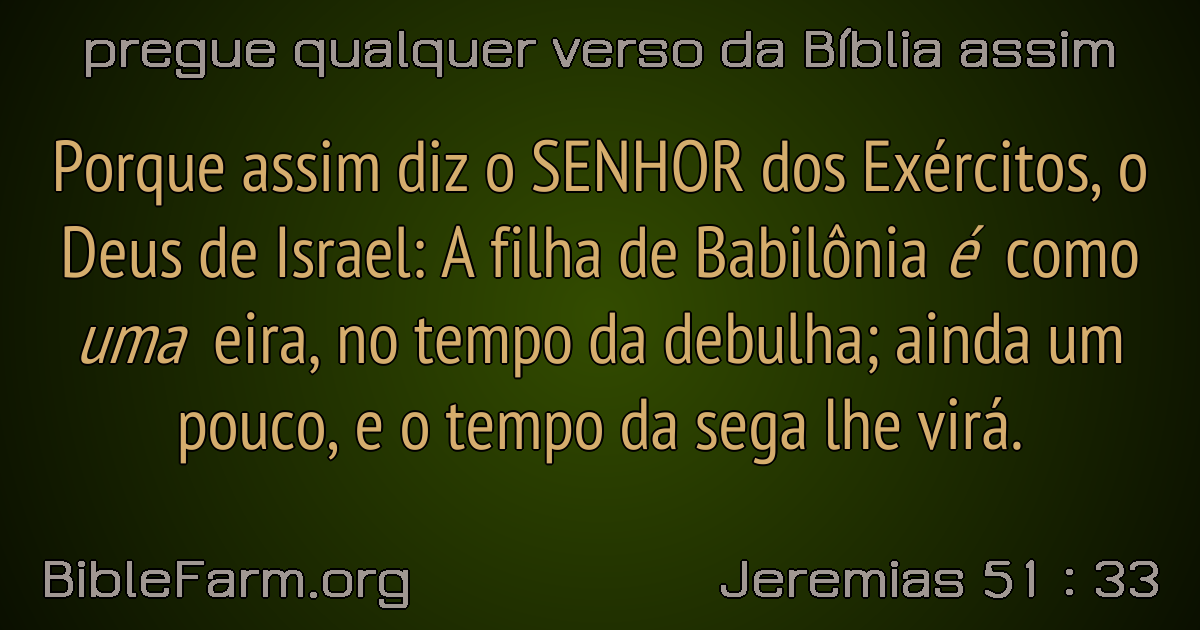 pregue qualquer verso da Bíblia assim
Porque assim diz o SENHOR dos Exércitos, o
Deus de Israel: A filha de Babilônia é como
uma eira, no tempo da debulha; ainda um
pouco, e o tempo da sega lhe virá.
BibleFarm.org
Jeremias 51 : 33